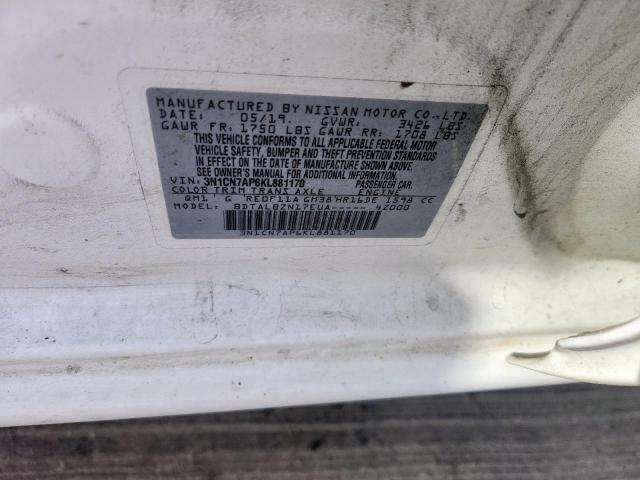 MANUFACTURED BY NISSAN MOTOR CO.,LTD.
DATE: 05/19. GVWR: 3426 LBS
GAWR FR: 1750 LBS GAWR RR: 1708 LBS
THIS VEHICLE CONFORMS TO ALL APPLICABLE FEDERAL MOTOR
VEHICLE SAFETY, BUMPER AND THEFT PREVENTION STANDARDS
IN EFFECT ON THE DATE OF MANUFACTURE SHOWN ABOVE.
SEE OWNER'S MANUAL FOR ADDITIONAL INFORMATION.
VIN: 3N1CN7AP6KL881170 PASSENGER CAR.
COLOR TRIM TRANS AXLE ENGINE
QM1 G RE0F11A GM38 HR16DE 1598 CC
MODEL: BDTALBZN17EUA----- 4Z000
3N1CN7AP6KL881170